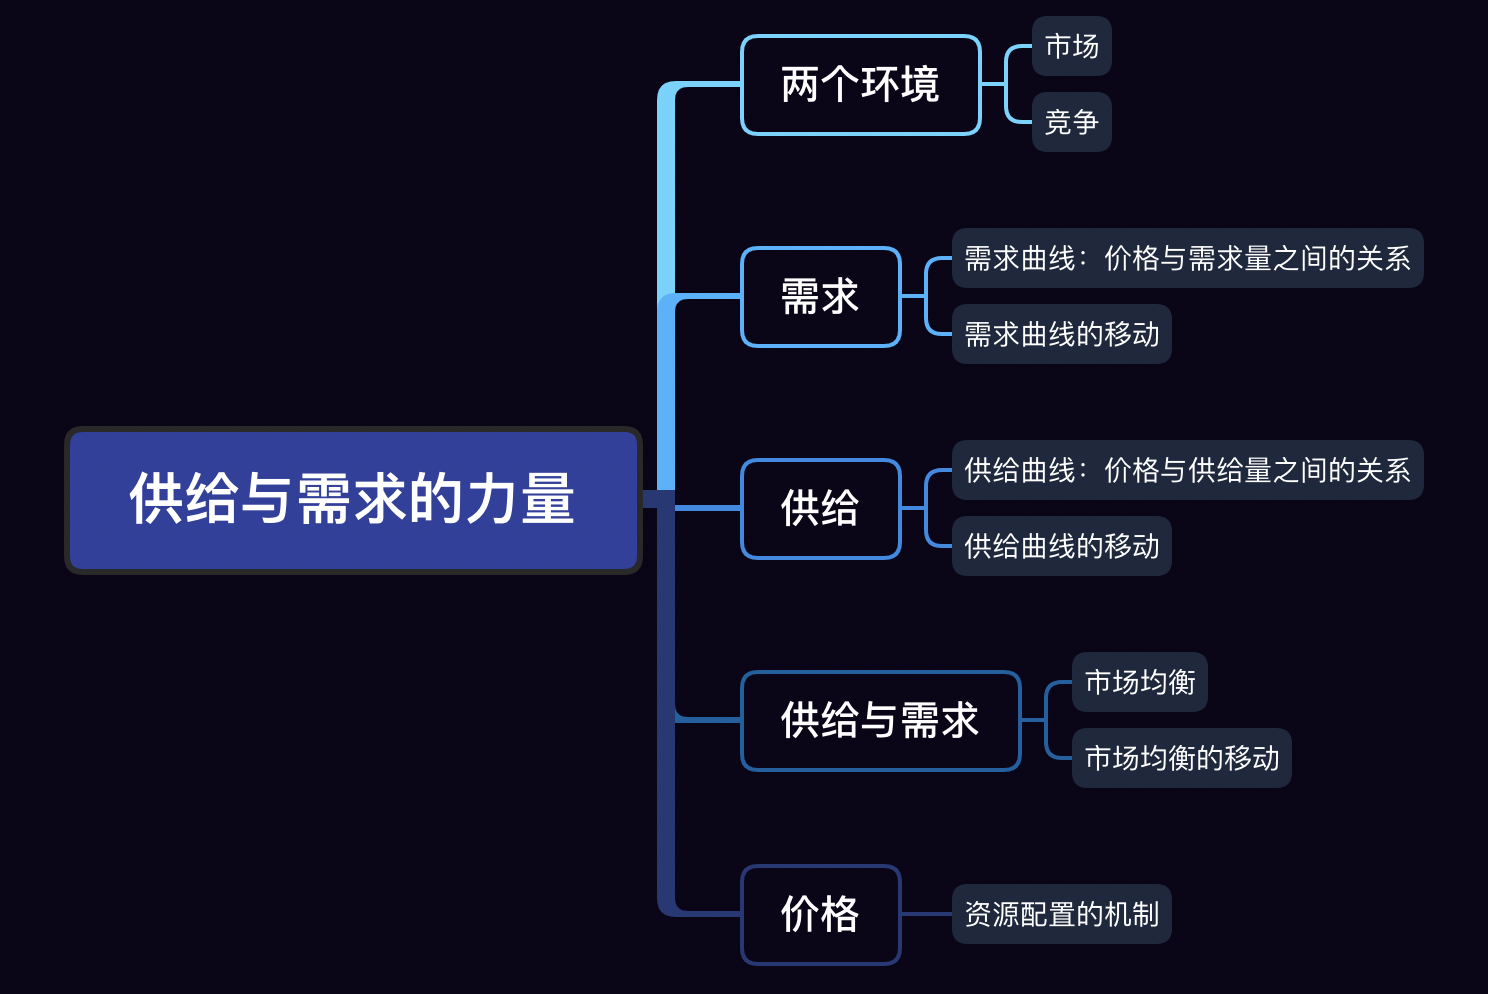 供给与需求的力量
两个环境
市场
竞争
需求
需求曲线：价格与需求量之间的关系
需求曲线的移动
供给
供给曲线：价格与供给量之间的关系
供给曲线的移动
供给与需求
市场均衡
市场均衡的移动
价格
资源配置的机制